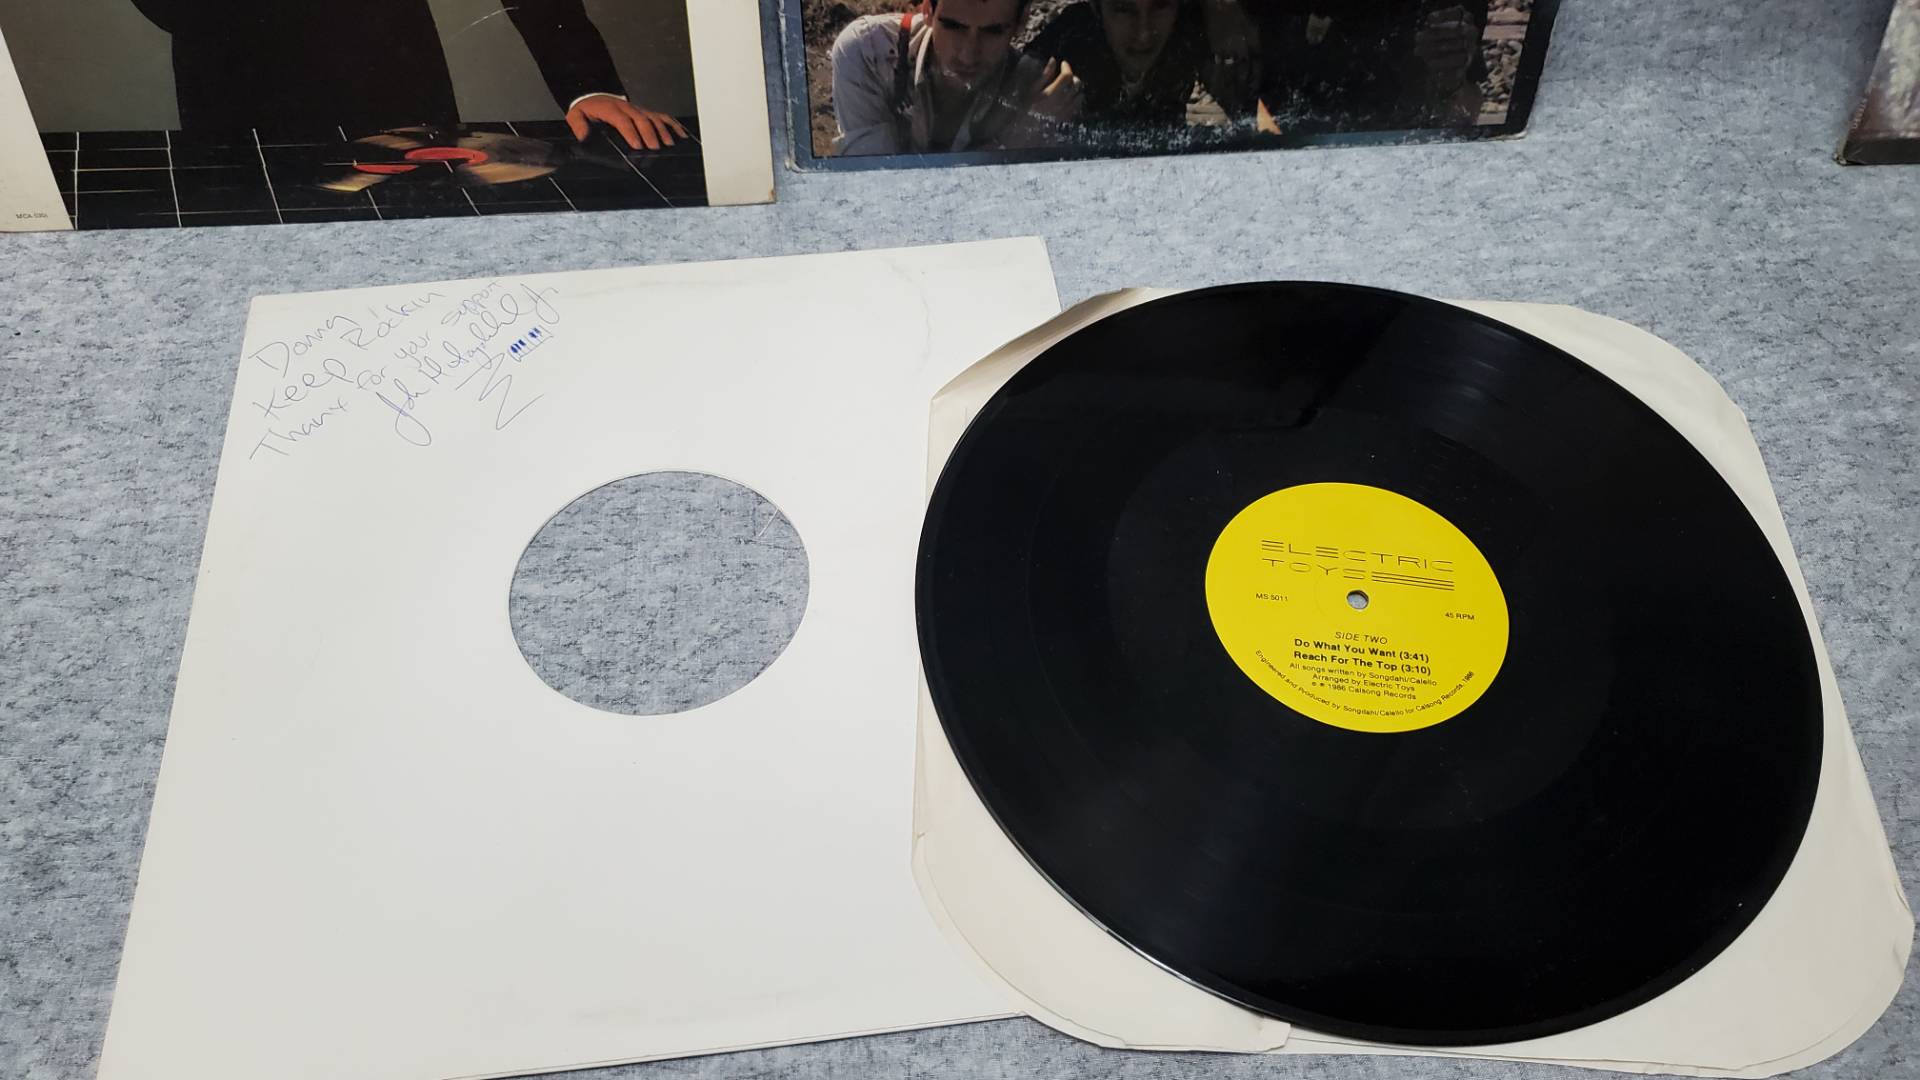 MCA-5301
Donna,
Keep Rockin
Thanx for your support
ELECTRIC
TOYS
MS 5011
45 RPM
SIDE TWO
Do What You Want (3:41)
Reach For The Top (3:10)
All songs written by Songdahl/Calello
Arranged by Electric Toys
© ℗ 1986 Calsong Records
Engineered and Produced by Songdahl/Calello for Calsong Records, 1986